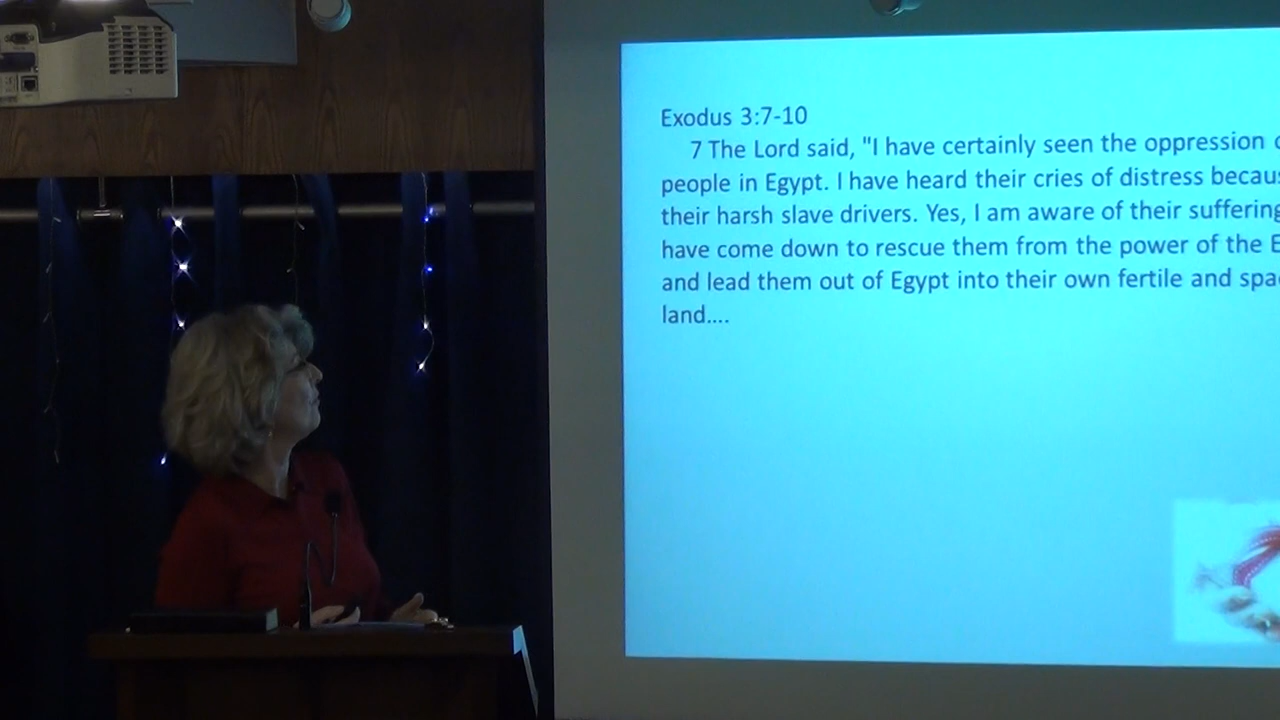 Exodus 3:7-10
7 The Lord said, "I have certainly seen the oppression
people in Egypt. I have heard their cries of distress
their harsh slave drivers. Yes, I am aware of their
have come down to rescue them from the power of the
and lead them out of Egypt into their own fertile and
land....